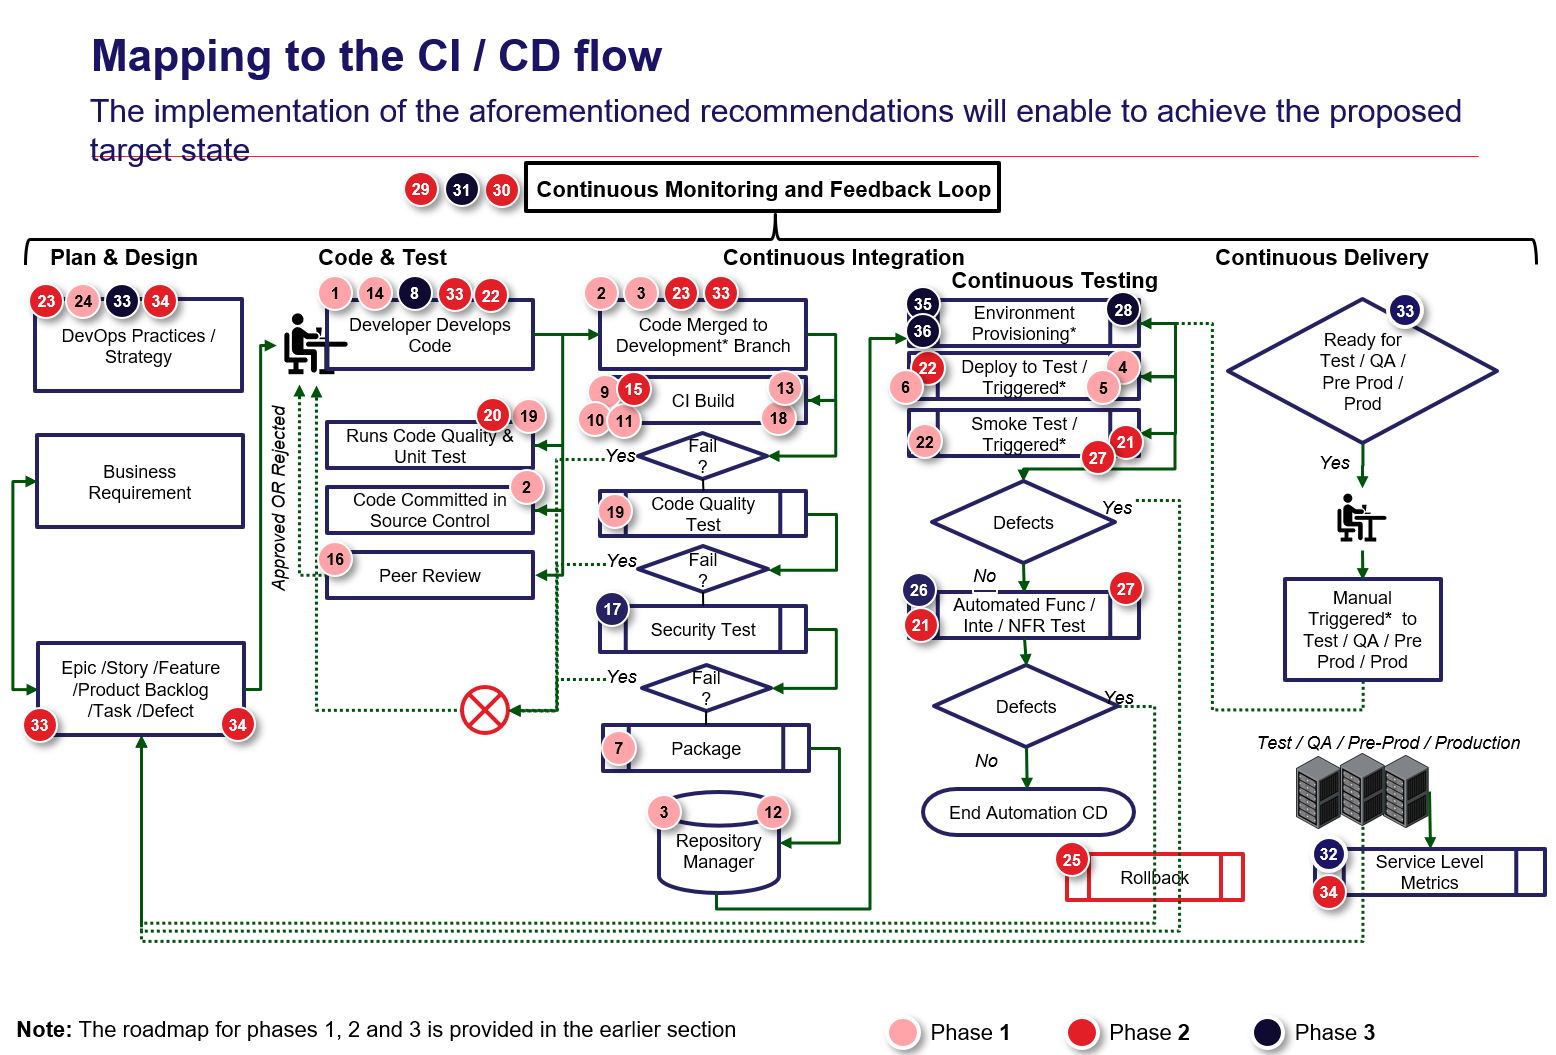 Mapping to the CI / CD flow
The implementation of the aforementioned recommendations will enable to achieve the proposed
target state
29 31 30
Continuous Monitoring and Feedback Loop
Plan & Design
23 24 33 34
DevOps Practices /
Strategy
Business
Requirement
Epic /Story /Feature
/Product Backlog
/Task /Defect
33 34
Code & Test
1 14 8 33 22
Developer Develops
Code
20 19
Runs Code Quality &
Unit Test
2
Code Committed in
Source Control
16
Peer Review
Approved OR Rejected
Continuous Integration
2 3 23 33
Code Merged to
Development* Branch
9 15 13
CI Build
10 11 18
Yes
Fail
?
19
Code Quality
Test
Yes
Fail
?
17
Security Test
Yes
Fail
?
7
Package
3 12
Repository
Manager
Continuous Testing
35 28
36
Environment
Provisioning*
22 4
6 5
Deploy to Test /
Triggered*
22 21
27
Smoke Test /
Triggered*
Defects
Yes
No
26 27
21
Automated Func /
Inte / NFR Test
Defects
Yes
No
End Automation CD
25
Rollback
Continuous Delivery
33
Ready for
Test / QA /
Pre Prod /
Prod
Yes
Manual
Triggered* to
Test / QA / Pre
Prod / Prod
Test / QA / Pre-Prod / Production
32
34
Service Level
Metrics
Note: The roadmap for phases 1, 2 and 3 is provided in the earlier section
Phase 1
Phase 2
Phase 3